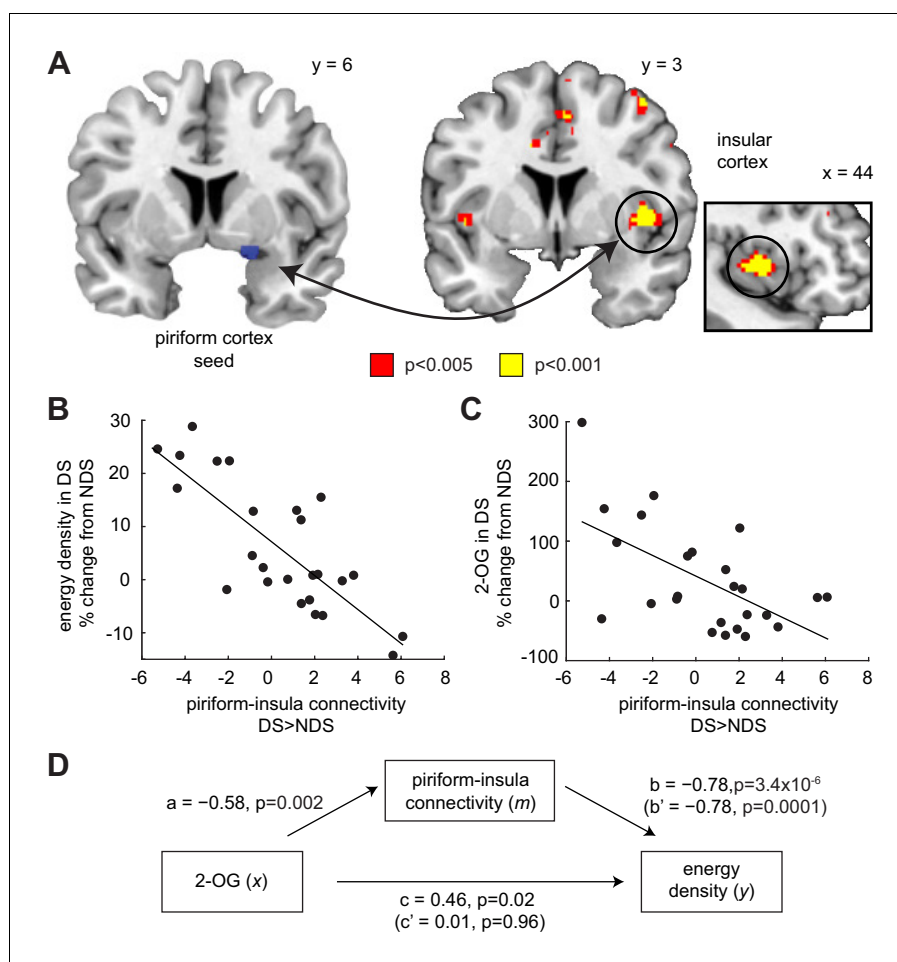 A
y = 6
y = 3
insular
cortex
x = 44
piriform cortex
seed
p<0.005
p<0.001
B
30
20
10
0
-10
energy density in DS
% change from NDS
-6
-4
-2
0
2
4
6
8
piriform-insula connectivity
DS>NDS
C
300
200
100
0
-100
2-OG in DS
% change from NDS
-6
-4
-2
0
2
4
6
8
piriform-insula connectivity
DS>NDS
D
a = −0.58, p=0.002
piriform-insula
connectivity (m)
b = −0.78,p=3.4x10⁻⁶
(b’ = −0.78, p=0.0001)
2-OG (x)
c = 0.46, p=0.02
(c’ = 0.01, p=0.96)
energy
density (y)